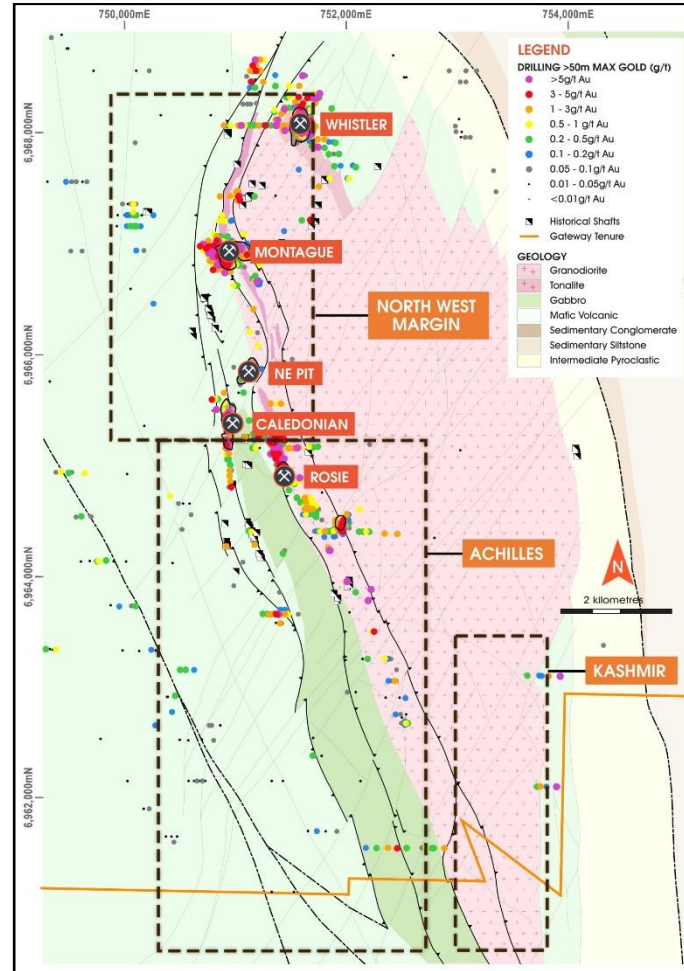 750,000mE
752,000mE
754,000mE
6,968,000mN
6,966,000mN
6,964,000mN
6,962,000mN
LEGEND
DRILLING >50m MAX GOLD (g/t)
>5g/t Au
3 - 5g/t Au
1 - 3g/t Au
0.5 - 1 g/t Au
0.2 - 0.5g/t Au
0.1 - 0.2g/t Au
0.05 - 0.1g/t Au
0.01 - 0.05g/t Au
<0.01g/t Au
Historical Shafts
Gateway Tenure
GEOLOGY
Granodiorite
Tonalite
Gabbro
Mafic Volcanic
Sedimentary Conglomerate
Sedimentary Siltstone
Intermediate Pyroclastic
WHISTLER
MONTAGUE
NORTH WEST
MARGIN
NE PIT
CALEDONIAN
ROSIE
ACHILLES
N
2 kilometres
KASHMIR